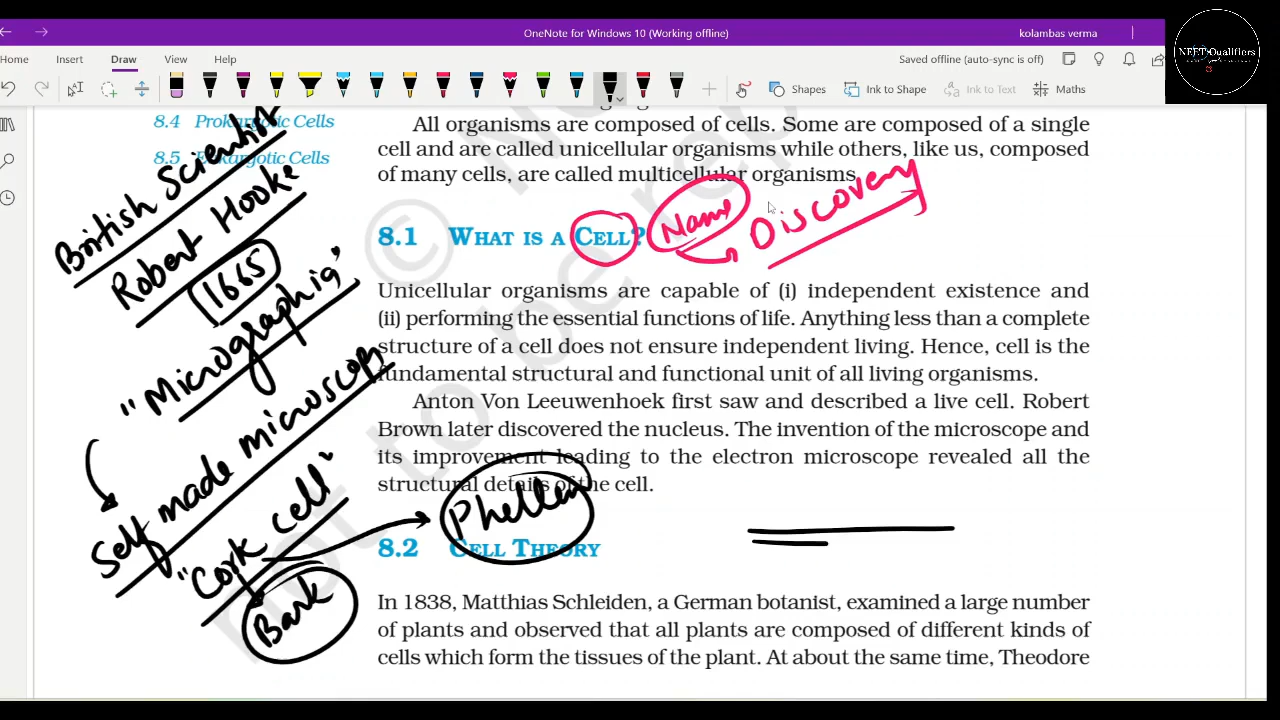 OneNote for Windows 10 (Working offline)
kolambas verma
NEET Qualifiers
Home Insert Draw View Help
Saved offline (auto-sync is off)
Shapes Ink to Shape Ink to Text Maths
8.4 Prokaryotic Cells
8.5 Eukaryotic Cells
All organisms are composed of cells. Some are composed of a single
cell and are called unicellular organisms while others, like us, composed
of many cells, are called multicellular organisms.
British Scientist
Robert Hooke
1665
"Micrographia"
Self made microscope
"Cork cell"
Bark
Phellem
8.1 WHAT IS A CELL?
Name
Discovery
Unicellular organisms are capable of (i) independent existence and
(ii) performing the essential functions of life. Anything less than a complete
structure of a cell does not ensure independent living. Hence, cell is the
fundamental structural and functional unit of all living organisms.
Anton Von Leeuwenhoek first saw and described a live cell. Robert
Brown later discovered the nucleus. The invention of the microscope and
its improvement leading to the electron microscope revealed all the
structural details of the cell.
8.2 CELL THEORY
In 1838, Matthias Schleiden, a German botanist, examined a large number
of plants and observed that all plants are composed of different kinds of
cells which form the tissues of the plant. At about the same time, Theodore